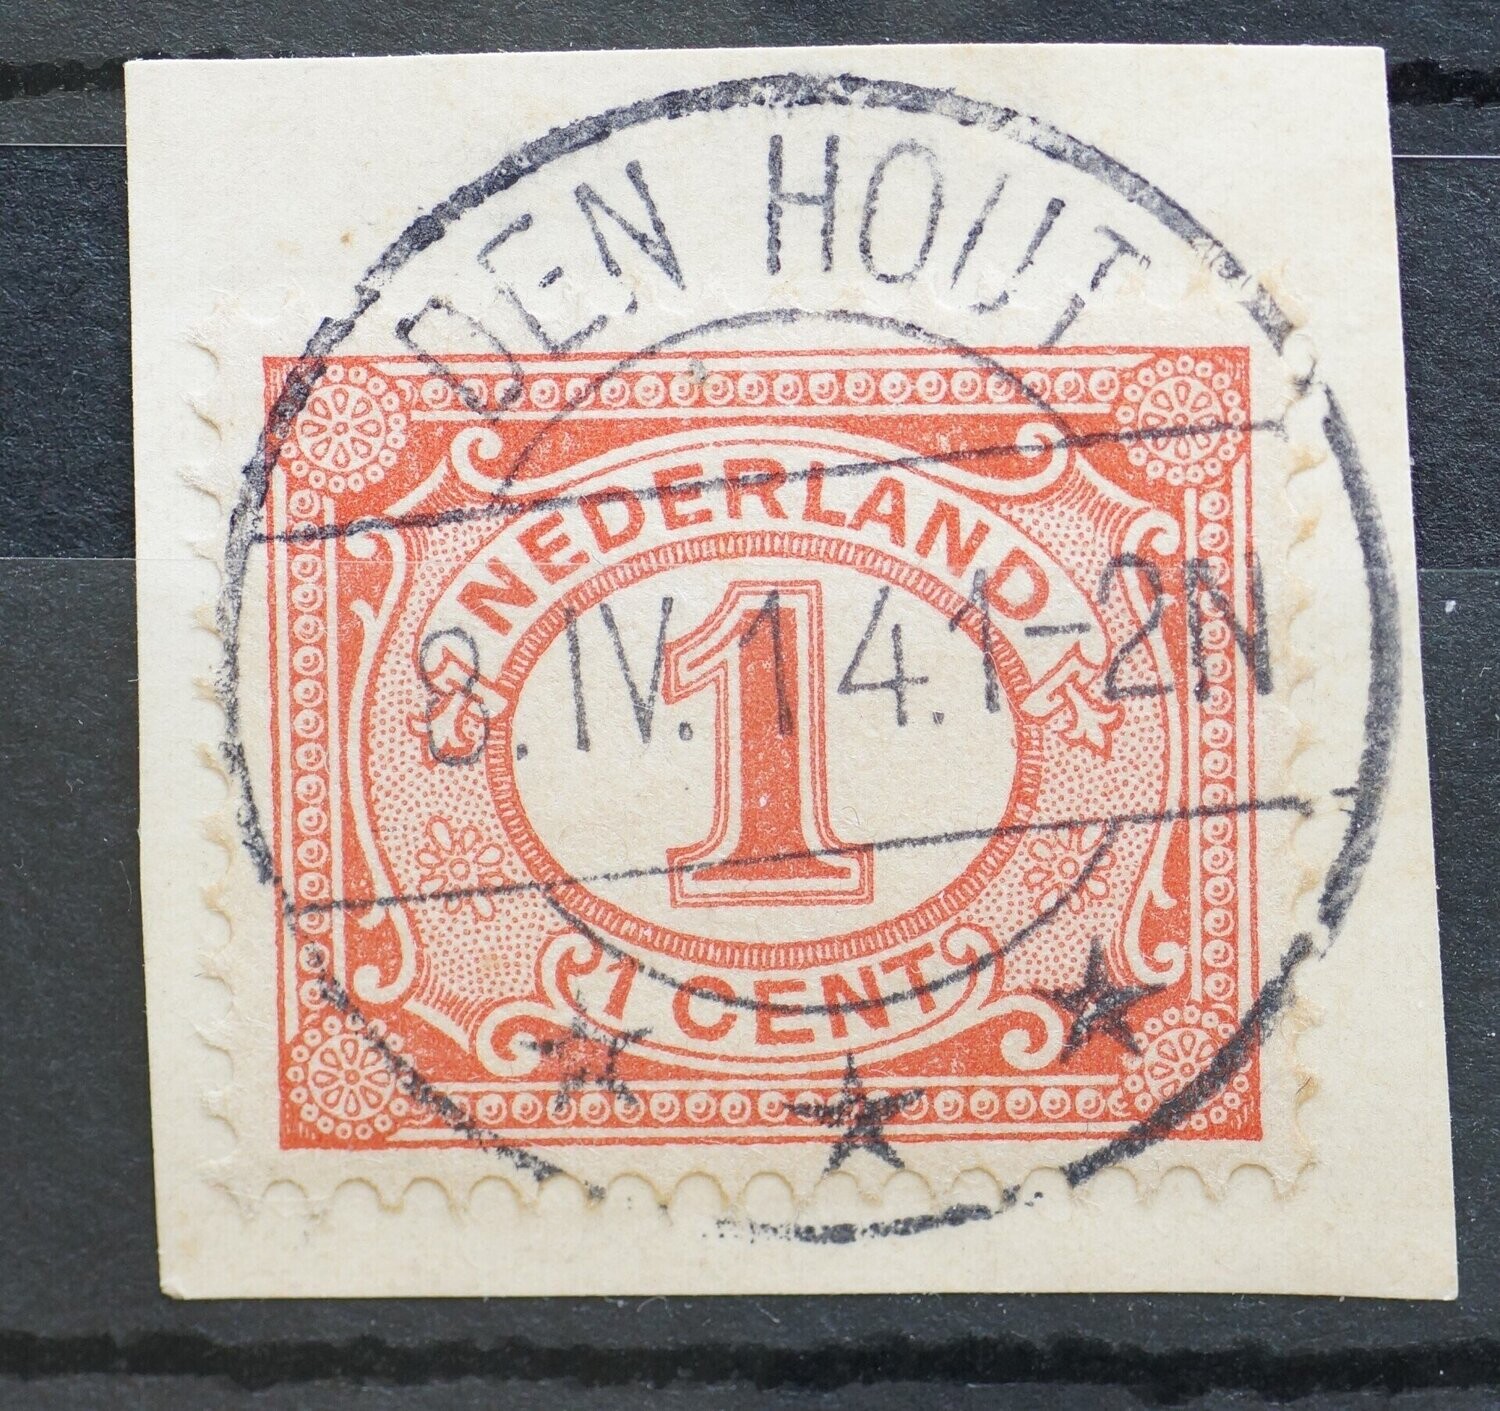 DEN HOUT
NEDERLAND
8.IV.14.1-2N
1
1 CENT